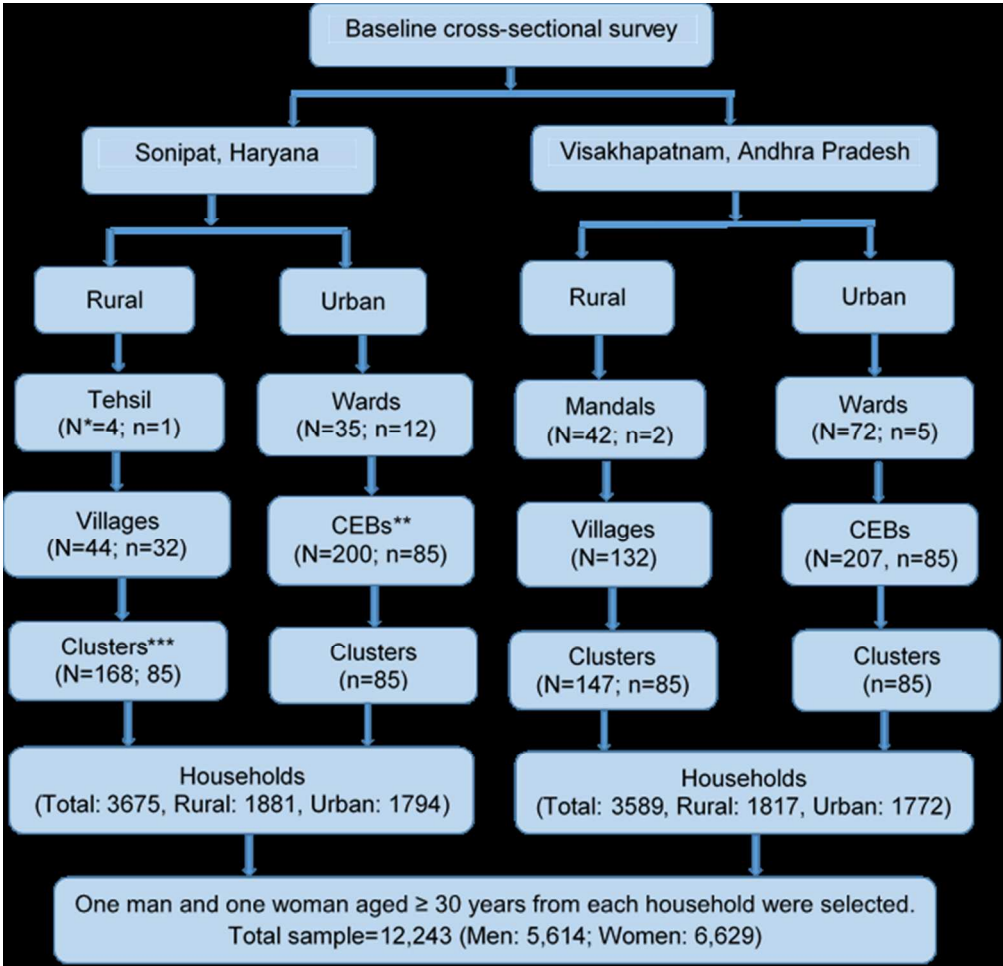 Baseline cross-sectional survey
Sonipat, Haryana
Visakhapatnam, Andhra Pradesh
Rural
Urban
Rural
Urban
Tehsil
(N*=4; n=1)
Wards
(N=35; n=12)
Mandals
(N=42; n=2)
Wards
(N=72; n=5)
Villages
(N=44; n=32)
CEBs**
(N=200; n=85)
Villages
(N=132)
CEBs
(N=207, n=85)
Clusters***
(N=168; 85)
Clusters
(n=85)
Clusters
(N=147; n=85)
Clusters
(n=85)
Households
(Total: 3675, Rural: 1881, Urban: 1794)
Households
(Total: 3589, Rural: 1817, Urban: 1772)
One man and one woman aged ≥ 30 years from each household were selected.
Total sample=12,243 (Men: 5,614; Women: 6,629)